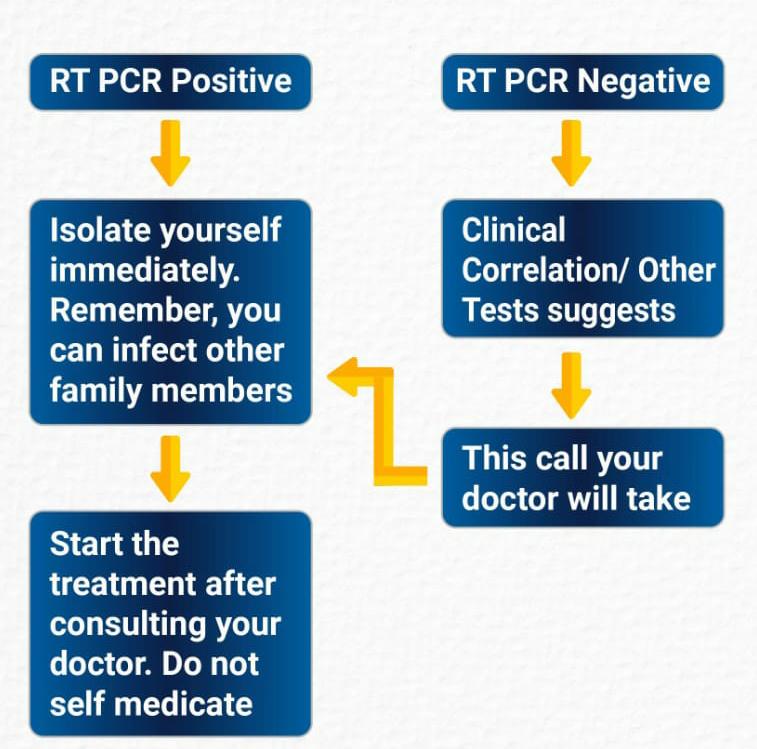 RT PCR Positive
Isolate yourself
immediately.
Remember, you
can infect other
family members
Start the
treatment after
consulting your
doctor. Do not
self medicate
RT PCR Negative
Clinical
Correlation/ Other
Tests suggests
This call your
doctor will take